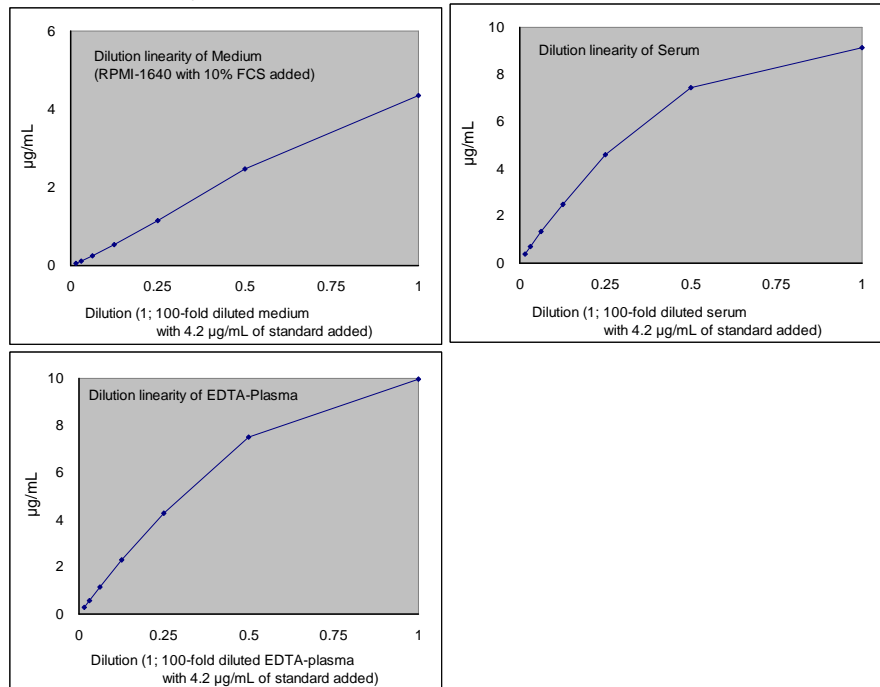 Dilution linearity of Medium
(RPMI-1640 with 10% FCS added)
µg/mL
6
4
2
0
0 0.25 0.5 0.75 1
Dilution (1; 100-fold diluted medium
with 4.2 µg/mL of standard added)
Dilution linearity of Serum
µg/mL
10
8
6
4
2
0
0 0.25 0.5 0.75 1
Dilution (1; 100-fold diluted serum
with 4.2 µg/mL of standard added)
Dilution linearity of EDTA-Plasma
µg/mL
10
8
6
4
2
0
0 0.25 0.5 0.75 1
Dilution (1; 100-fold diluted EDTA-plasma
with 4.2 µg/mL of standard added)